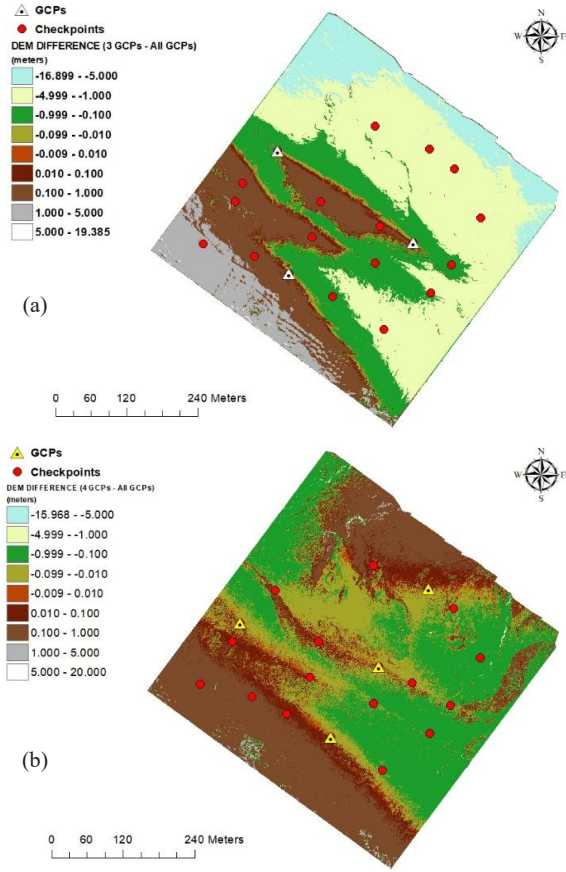 GCPs
Checkpoints
DEM DIFFERENCE (3 GCPs - All GCPs)
(meters)
-16.899 - -5.000
-4.999 - -1.000
-0.999 - -0.100
-0.099 - -0.010
-0.009 - 0.010
0.010 - 0.100
0.100 - 1.000
1.000 - 5.000
5.000 - 19.385
N
W E
S
(a)
0 60 120 240 Meters
GCPs
Checkpoints
DEM DIFFERENCE (4 GCPs - All GCPs)
(meters)
-15.968 - -5.000
-4.999 - -1.000
-0.999 - -0.100
-0.099 - -0.010
-0.009 - 0.010
0.010 - 0.100
0.100 - 1.000
1.000 - 5.000
5.000 - 20.000
N
W E
S
(b)
0 60 120 240 Meters